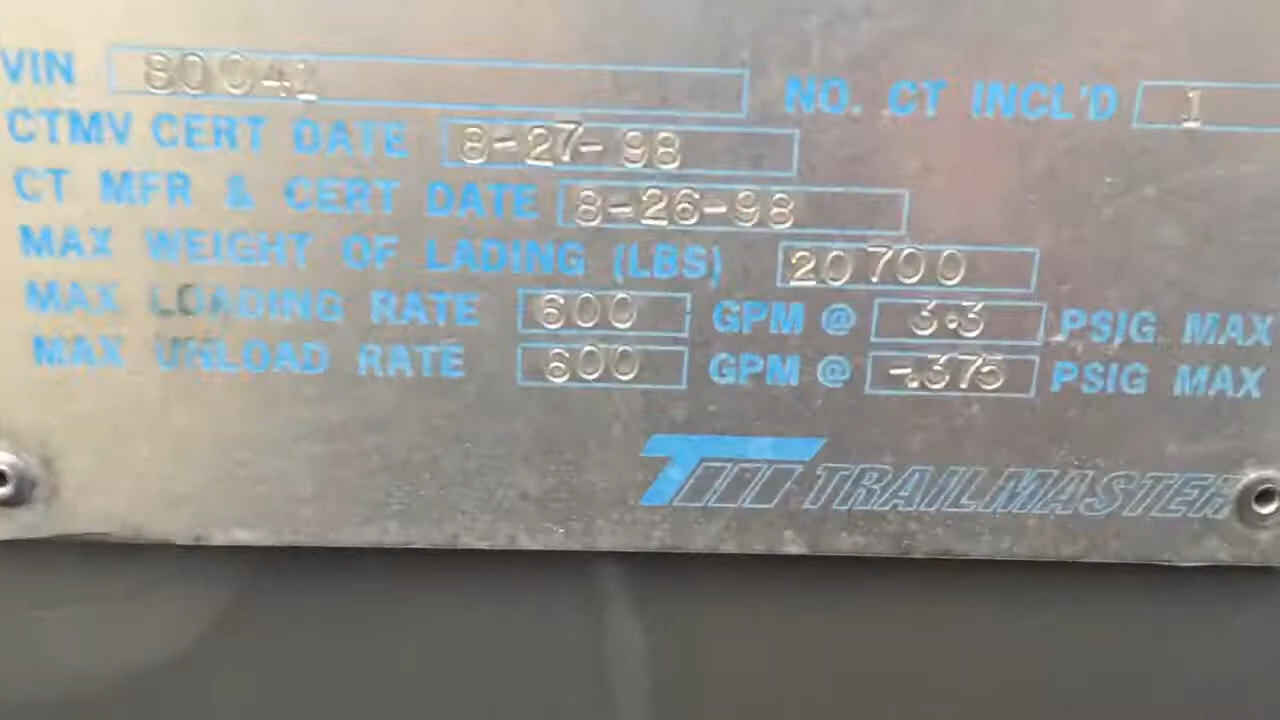 VIN 80041 NO. CT INCL'D 1
CTMV CERT DATE 8-27-98
CT MFR & CERT DATE 8-26-98
MAX WEIGHT OF LADING (LBS) 20700
MAX LOADING RATE 600 GPM @ 3.3 PSIG MAX
MAX UNLOAD RATE 600 GPM @ -.375 PSIG MAX
TRAILMASTER